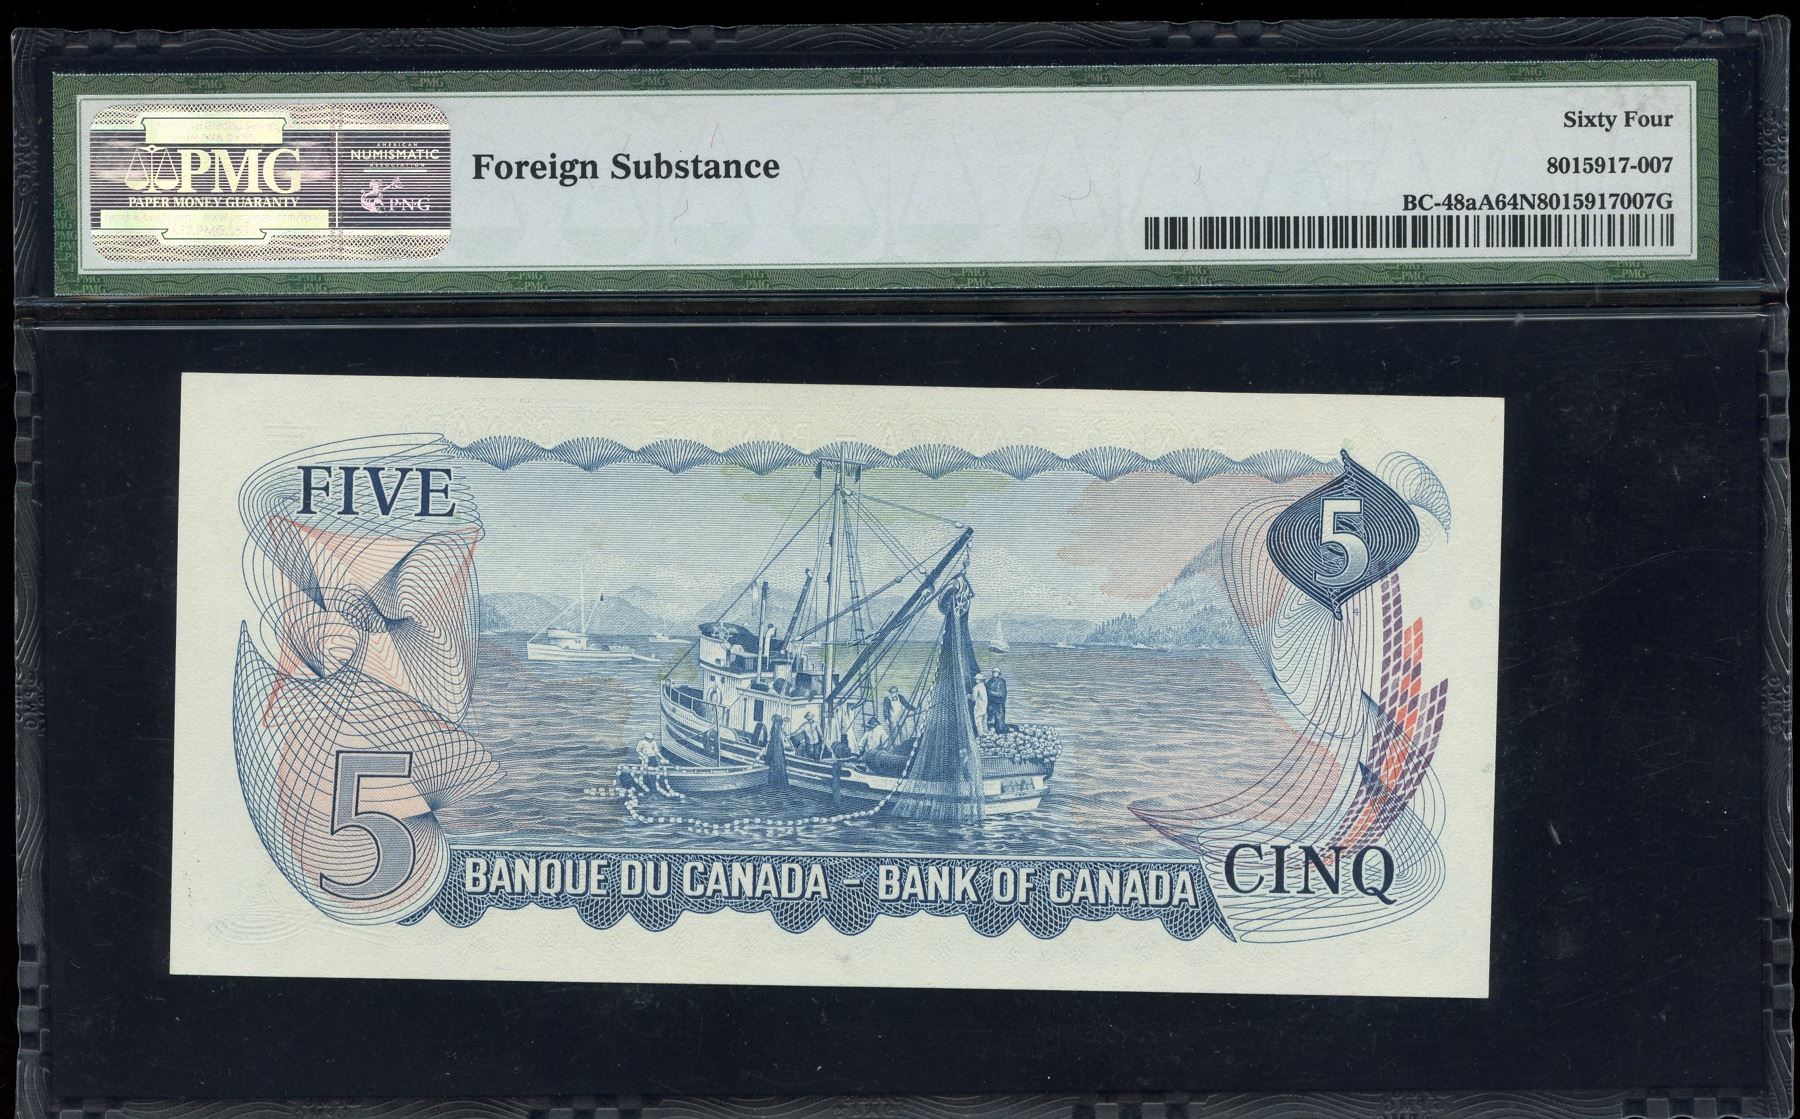 PMG
PAPER MONEY GUARANTY
AMERICAN
NUMISMATIC
ASSOCIATION
PNG
Foreign Substance
Sixty Four
8015917-007
BC-48aA64N8015917007G
FIVE
5
5
BANQUE DU CANADA – BANK OF CANADA
CINQ